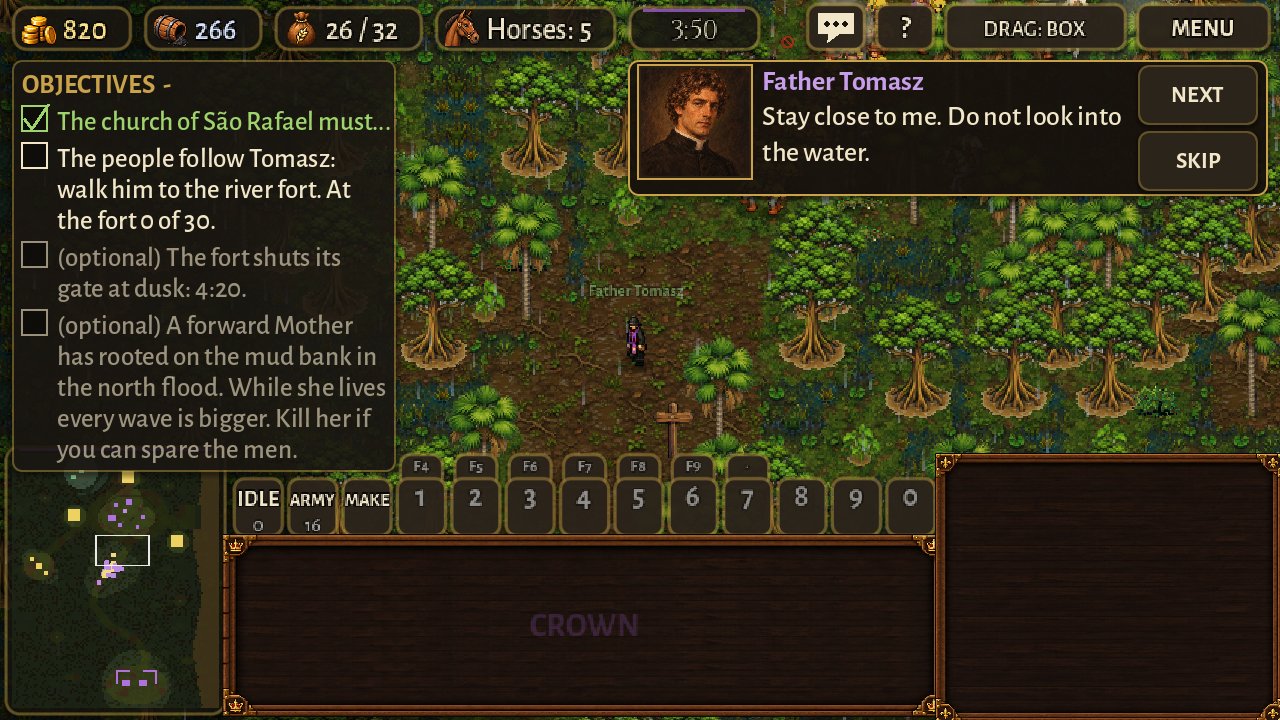 820
266
26 / 32
Horses: 5
3:50
?
DRAG: BOX
MENU
OBJECTIVES -
The church of São Rafael must...
The people follow Tomasz:
walk him to the river fort. At
the fort 0 of 30.
(optional) The fort shuts its
gate at dusk: 4:20.
(optional) A forward Mother
has rooted on the mud bank in
the north flood. While she lives
every wave is bigger. Kill her if
you can spare the men.
Father Tomasz
Stay close to me. Do not look into
the water.
NEXT
SKIP
Father Tomasz
F4 F5 F6 F7 F8 F9
IDLE ARMY MAKE 1 2 3 4 5 6 7 8 9 0
0 16
CROWN